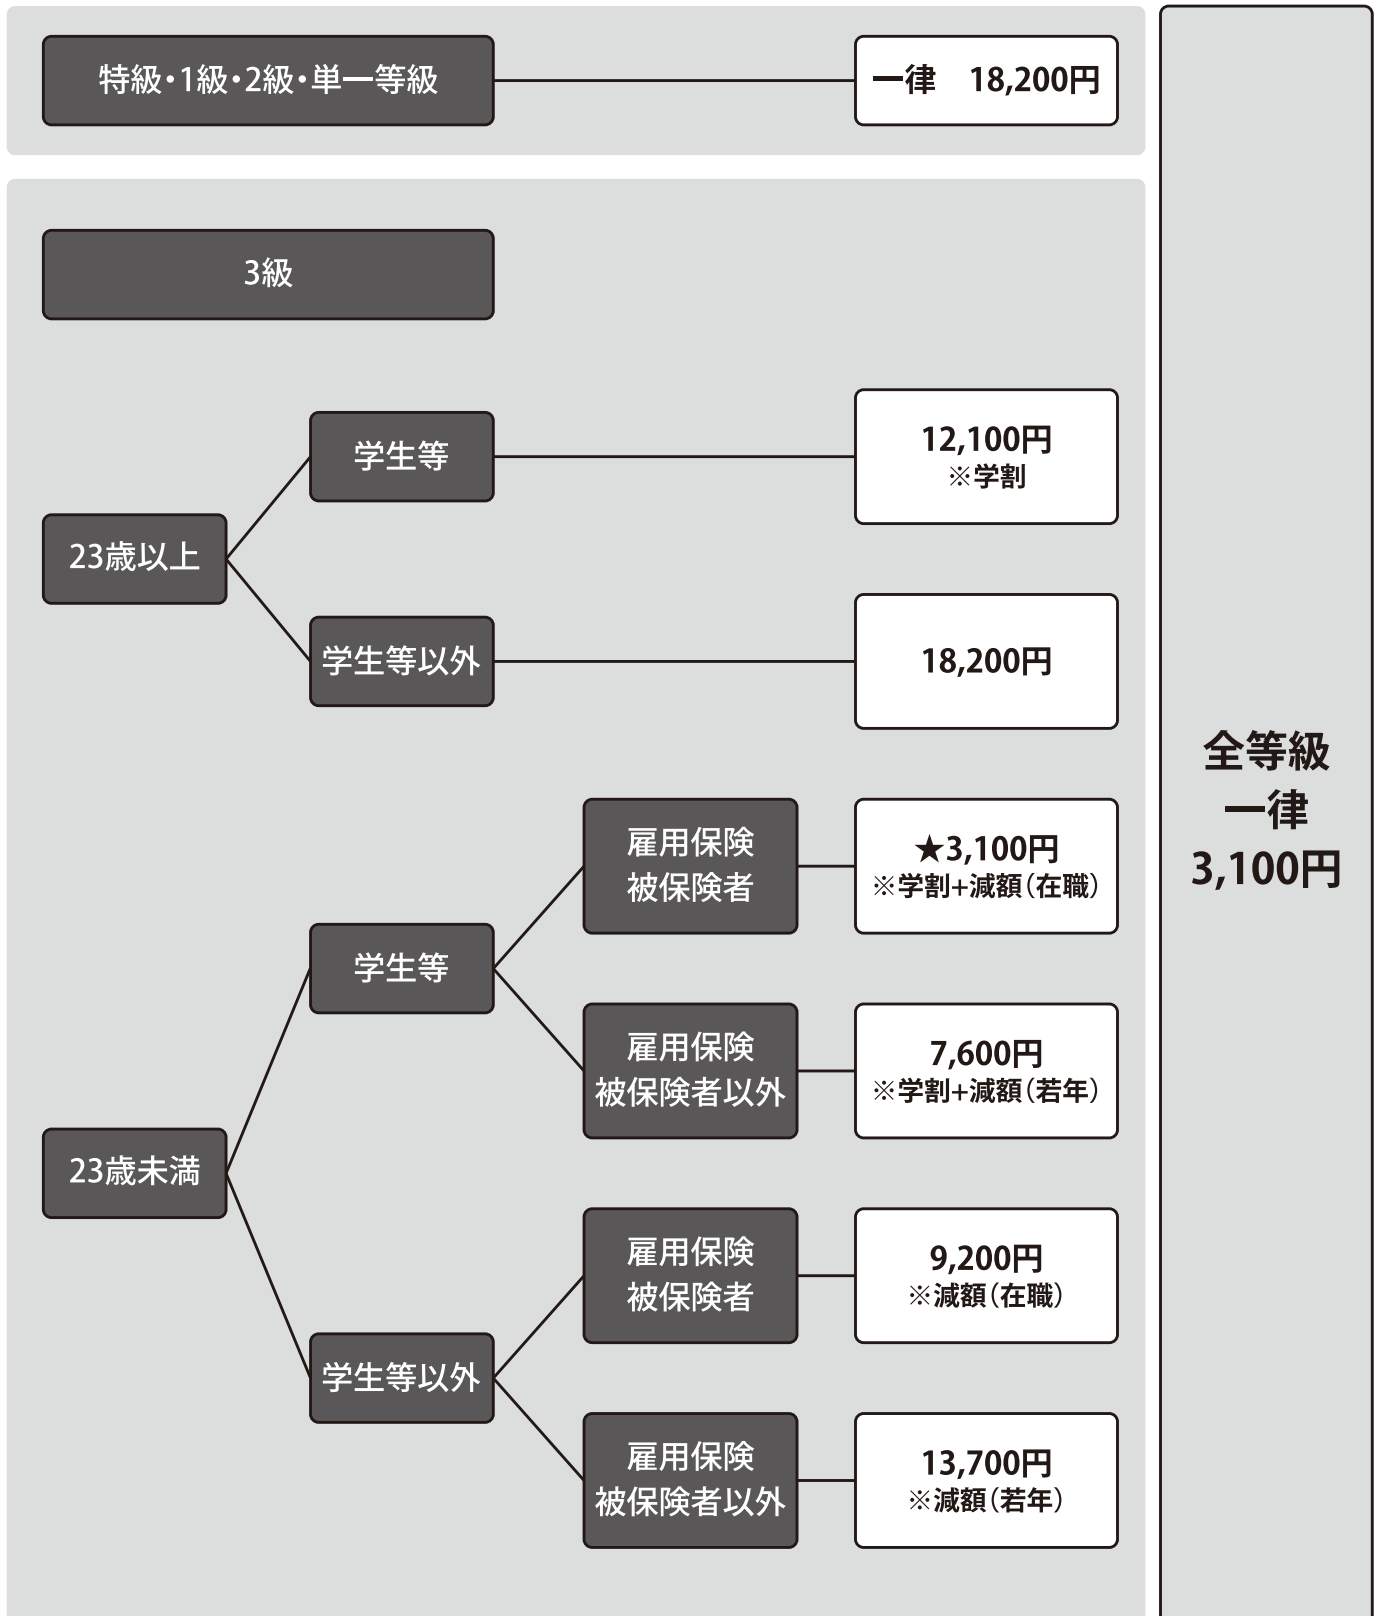 特級・1級・2級・単一等級
一律　18,200円
3級
23歳以上
学生等
12,100円
※学割
学生等以外
18,200円
23歳未満
学生等
雇用保険
被保険者
★3,100円
※学割+減額（在職）
雇用保険
被保険者以外
7,600円
※学割+減額（若年）
学生等以外
雇用保険
被保険者
9,200円
※減額（在職）
雇用保険
被保険者以外
13,700円
※減額（若年）
全等級
一律
3,100円